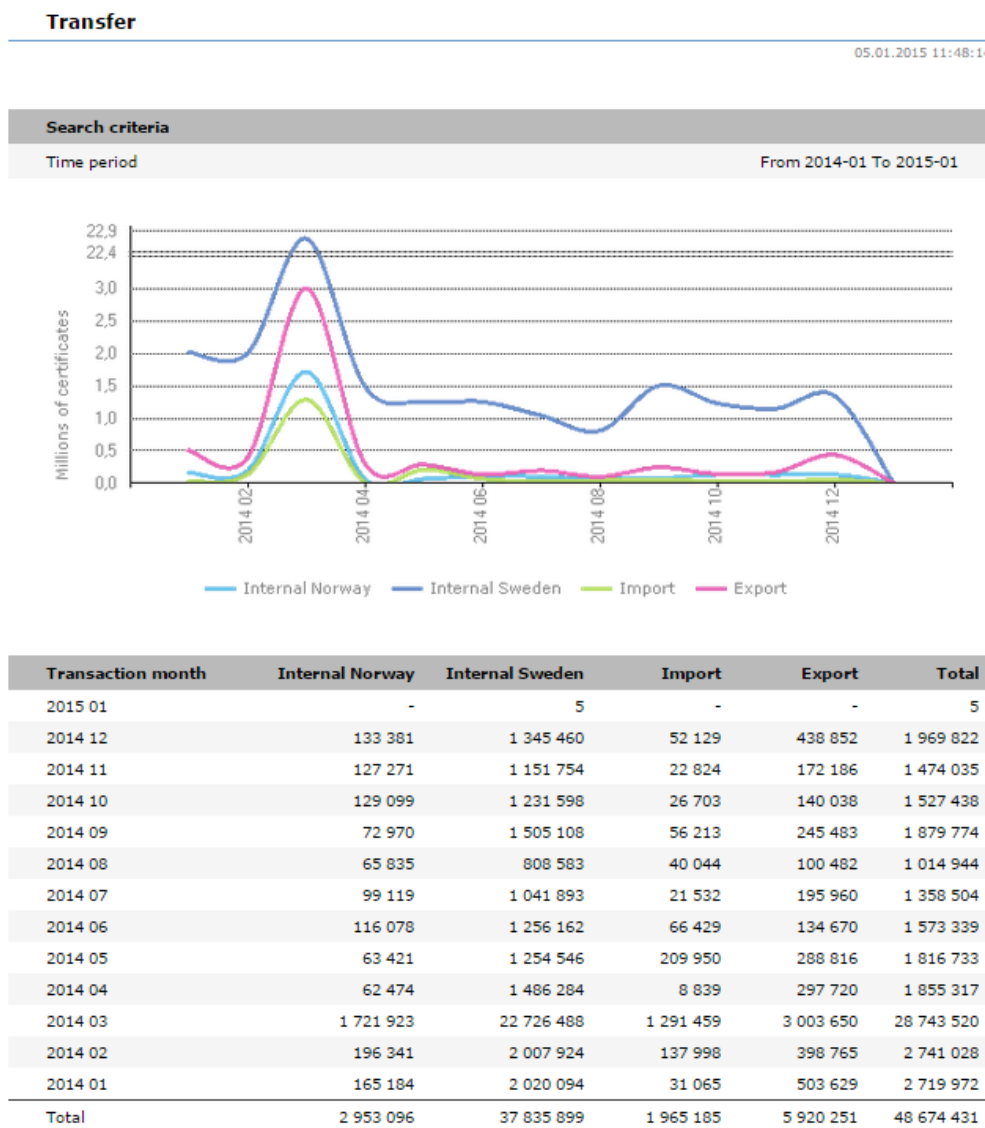 Transfer
05.01.2015 11:48:14
Search criteria
Time period From 2014-01 To 2015-01
22,9
22,4
3,0
2,5
2,0
1,5
1,0
0,5
0,0
Millions of certificates
2014 02 2014 04 2014 06 2014 08 2014 10 2014 12
Internal Norway Internal Sweden Import Export
Transaction month Internal Norway Internal Sweden Import Export Total
2015 01 - 5 - - 5
2014 12 133 381 1 345 460 52 129 438 852 1 969 822
2014 11 127 271 1 151 754 22 824 172 186 1 474 035
2014 10 129 099 1 231 598 26 703 140 038 1 527 438
2014 09 72 970 1 505 108 56 213 245 483 1 879 774
2014 08 65 835 808 583 40 044 100 482 1 014 944
2014 07 99 119 1 041 893 21 532 195 960 1 358 504
2014 06 116 078 1 256 162 66 429 134 670 1 573 339
2014 05 63 421 1 254 546 209 950 288 816 1 816 733
2014 04 62 474 1 486 284 8 839 297 720 1 855 317
2014 03 1 721 923 22 726 488 1 291 459 3 003 650 28 743 520
2014 02 196 341 2 007 924 137 998 398 765 2 741 028
2014 01 165 184 2 020 094 31 065 503 629 2 719 972
Total 2 953 096 37 835 899 1 965 185 5 920 251 48 674 431